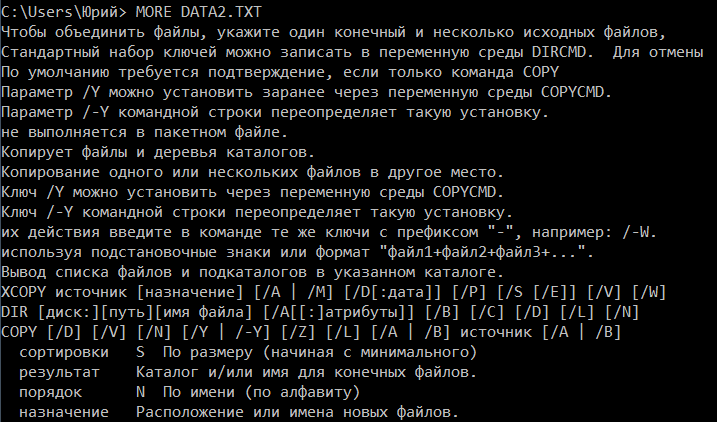 C:\Users\Юрий> MORE DATA2.TXT
Чтобы объединить файлы, укажите один конечный и несколько исходных файлов,
Стандартный набор ключей можно записать в переменную среды DIRCMD.  Для отмены
По умолчанию требуется подтверждение, если только команда COPY
Параметр /Y можно установить заранее через переменную среды COPYCMD.
Параметр /-Y командной строки переопределяет такую установку.
не выполняется в пакетном файле.
Копирует файлы и деревья каталогов.
Копирование одного или нескольких файлов в другое место.
Ключ /Y можно установить через переменную среды COPYCMD.
Ключ /-Y командной строки переопределяет такую установку.
их действия введите в команде те же ключи с префиксом "-", например: /-W.
используя подстановочные знаки или формат "файл1+файл2+файл3+...".
Вывод списка файлов и подкаталогов в указанном каталоге.
XCOPY источник [назначение] [/A | /M] [/D[:дата]] [/P] [/S [/E]] [/V] [/W]
DIR [диск:][путь][имя файла] [/A[[:]атрибуты]] [/B] [/C] [/D] [/L] [/N]
COPY [/D] [/V] [/N] [/Y | /-Y] [/Z] [/L] [/A | /B] источник [/A | /B]
  сортировки   S  По размеру (начиная с минимального)
  результат    Каталог и/или имя для конечных файлов.
  порядок      N  По имени (по алфавиту)
  назначение   Расположение или имена новых файлов.